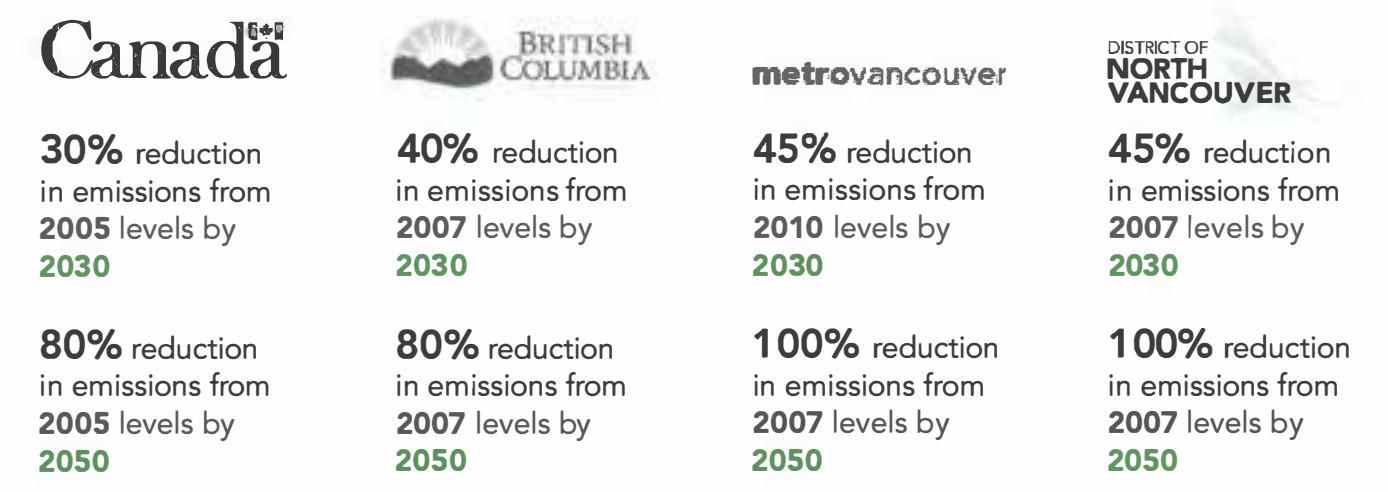 Canada
30% reduction
in emissions from
2005 levels by
2030
80% reduction
in emissions from
2005 levels by
2050
BRITISH
COLUMBIA
40% reduction
in emissions from
2007 levels by
2030
80% reduction
in emissions from
2007 levels by
2050
metrovancouver
45% reduction
in emissions from
2010 levels by
2030
100% reduction
in emissions from
2007 levels by
2050
DISTRICT OF
NORTH
VANCOUVER
45% reduction
in emissions from
2007 levels by
2030
100% reduction
in emissions from
2007 levels by
2050